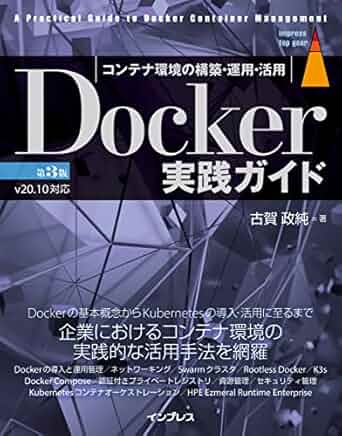 A Practical Guide to Docker Container Management
impress
top gear
コンテナ環境の構築・運用・活用
Docker
第3版
v20.10対応
実践ガイド
古賀 政純=著
Dockerの基本概念からKubernetesの導入・活用に至るまで
企業におけるコンテナ環境の
実践的な活用手法を網羅
Dockerの導入と運用管理／ネットワーキング／Swarmクラスタ／Rootless Docker／K3s
Docker Compose／認証付きプライベートレジストリ／資源管理／セキュリティ管理
Kubernetesコンテナオーケストレーション／HPE Ezmeral Runtime Enterprise
インプレス